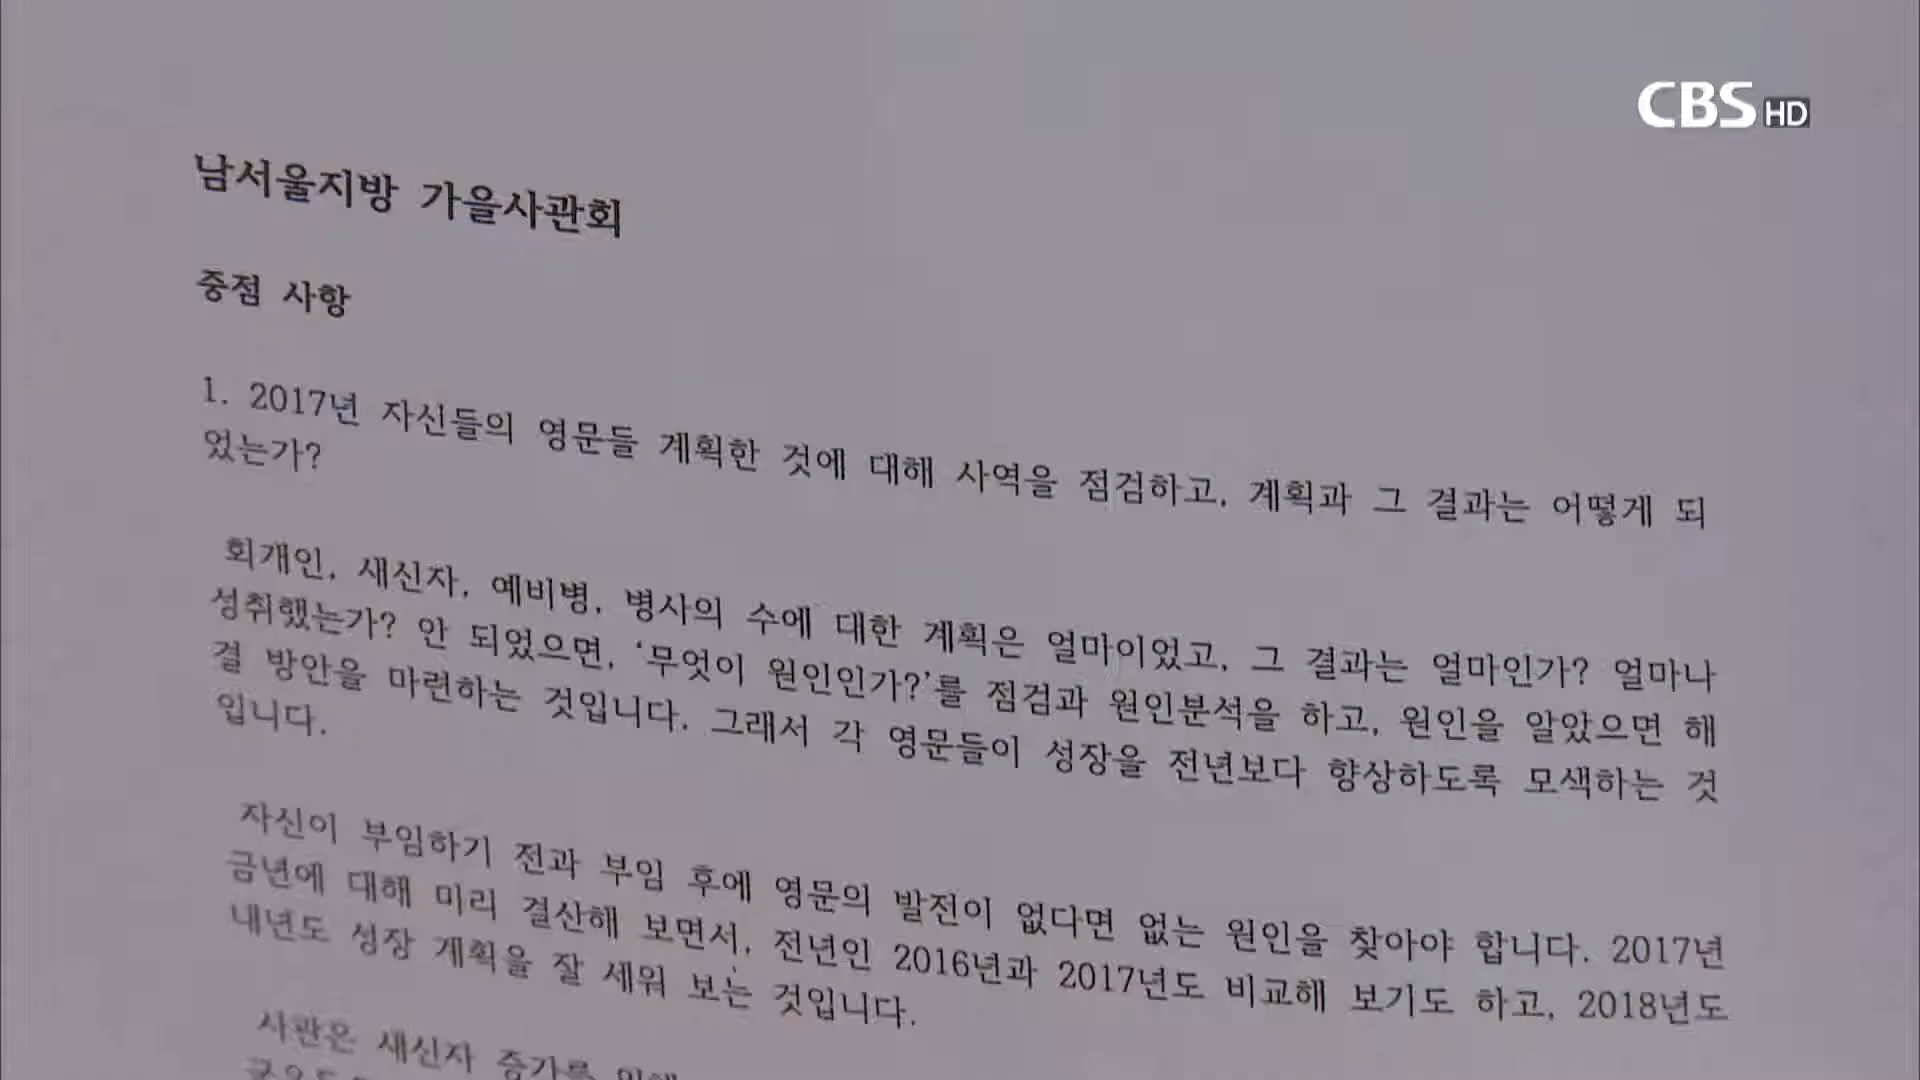 CBS HD
남서울지방 가을사관회
중점 사항
1. 2017년 자신들의 영문들 계획한 것에 대해 사역을 점검하고, 계획과 그 결과는 어떻게 되
었는가?
회개인, 새신자, 예비병, 병사의 수에 대한 계획은 얼마이었고, 그 결과는 얼마인가? 얼마나
성취했는가? 안 되었으면, ‘무엇이 원인인가?’를 점검과 원인분석을 하고, 원인을 알았으면 해
결 방안을 마련하는 것입니다. 그래서 각 영문들이 성장을 전년보다 향상하도록 모색하는 것
입니다.
자신이 부임하기 전과 부임 후에 영문의 발전이 없다면 없는 원인을 찾아야 합니다. 2017년
금년에 대해 미리 결산해 보면서, 전년인 2016년과 2017년도 비교해 보기도 하고, 2018년도
내년도 성장 계획을 잘 세워 보는 것입니다.
사관은 새신자 증가를